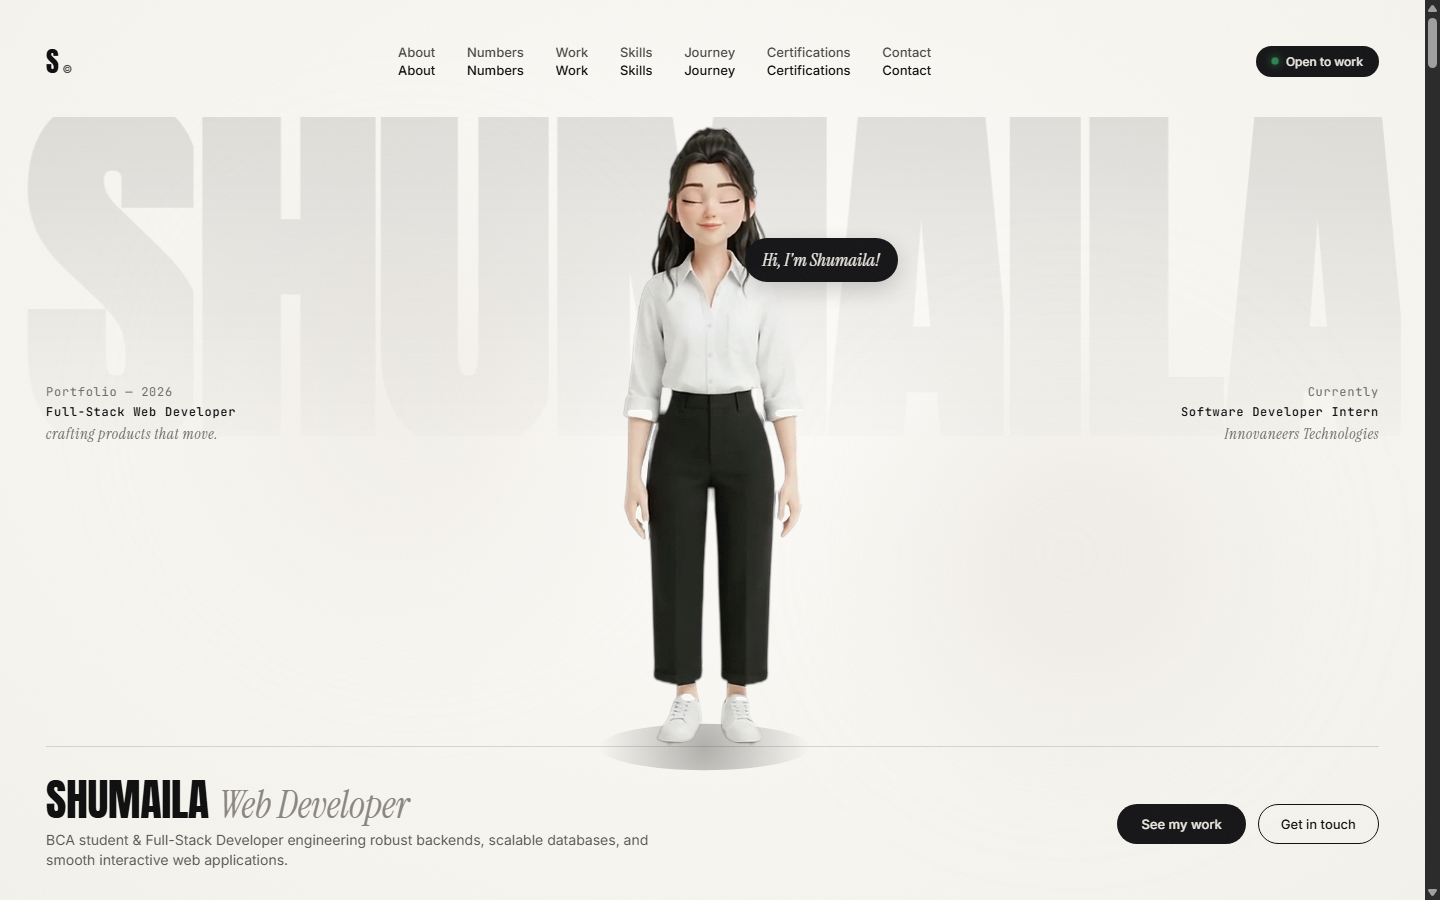 S ©
About Numbers Work Skills Journey Certifications Contact
About Numbers Work Skills Journey Certifications Contact
Open to work
SHUMAILA
Hi, I'm Shumaila!
Portfolio — 2026
Full-Stack Web Developer
crafting products that move.
Currently
Software Developer Intern
Innovaneers Technologies
SHUMAILA Web Developer
BCA student & Full-Stack Developer engineering robust backends, scalable databases, and
smooth interactive web applications.
See my work
Get in touch